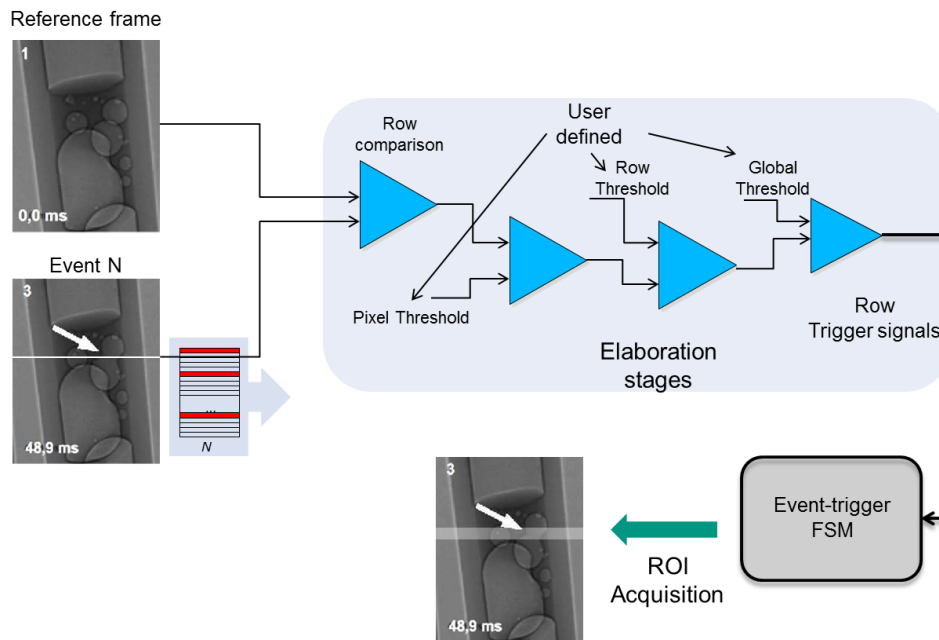 Reference frame
1
0,0 ms
Event N
3
48,9 ms
...
N
Row
comparison
User
defined
Pixel Threshold
Row
Threshold
Global
Threshold
Row
Trigger signals
Elaboration
stages
Event-trigger
FSM
ROI
Acquisition
3
48,9 ms